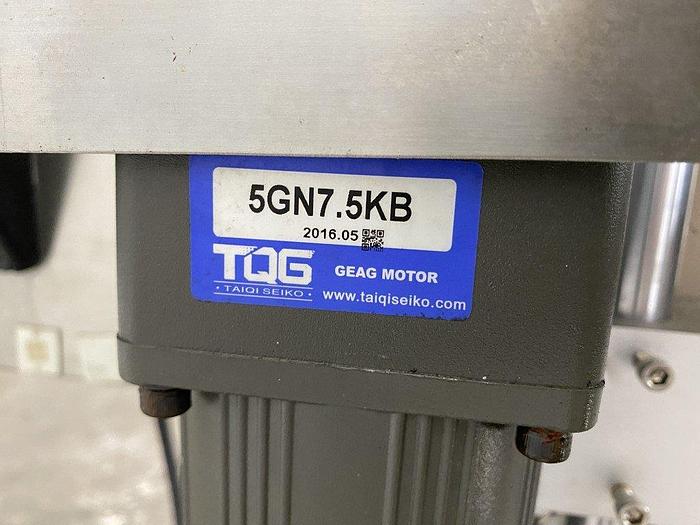 5GN7.5KB
2016.05
TQG
· TAIQI SEIKO ·
GEAG MOTOR
www.taiqiseiko.com